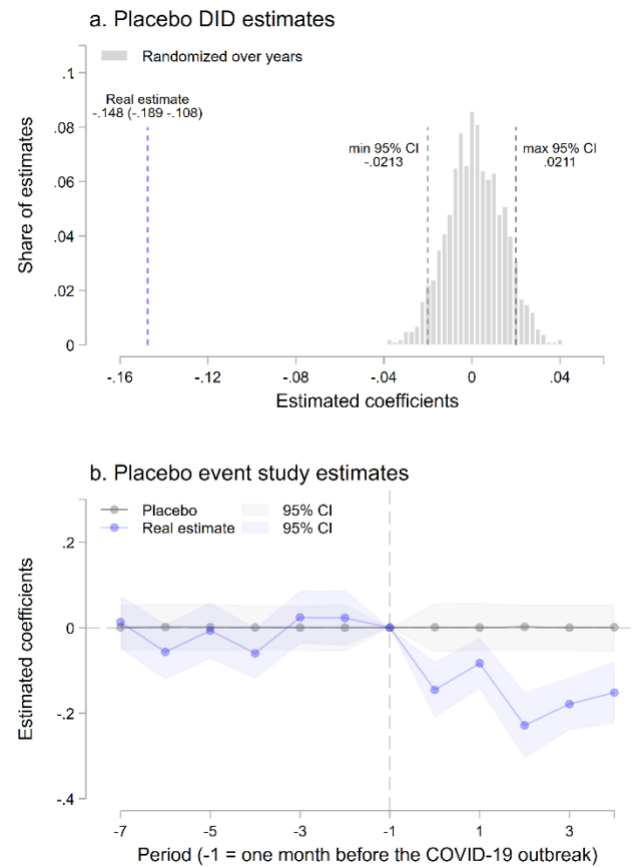 a. Placebo DID estimates
Randomized over years
.1
.08
.06
.04
.02
0
Share of estimates
Real estimate
-.148 (-.189 -.108)
min 95% CI
-.0213
max 95% CI
.0211
-.16 -.12 -.08 -.04 0 .04
Estimated coefficients
b. Placebo event study estimates
Placebo 95% CI
Real estimate 95% CI
.2
0
-.2
-.4
Estimated coefficients
-7 -5 -3 -1 1 3
Period (-1 = one month before the COVID-19 outbreak)